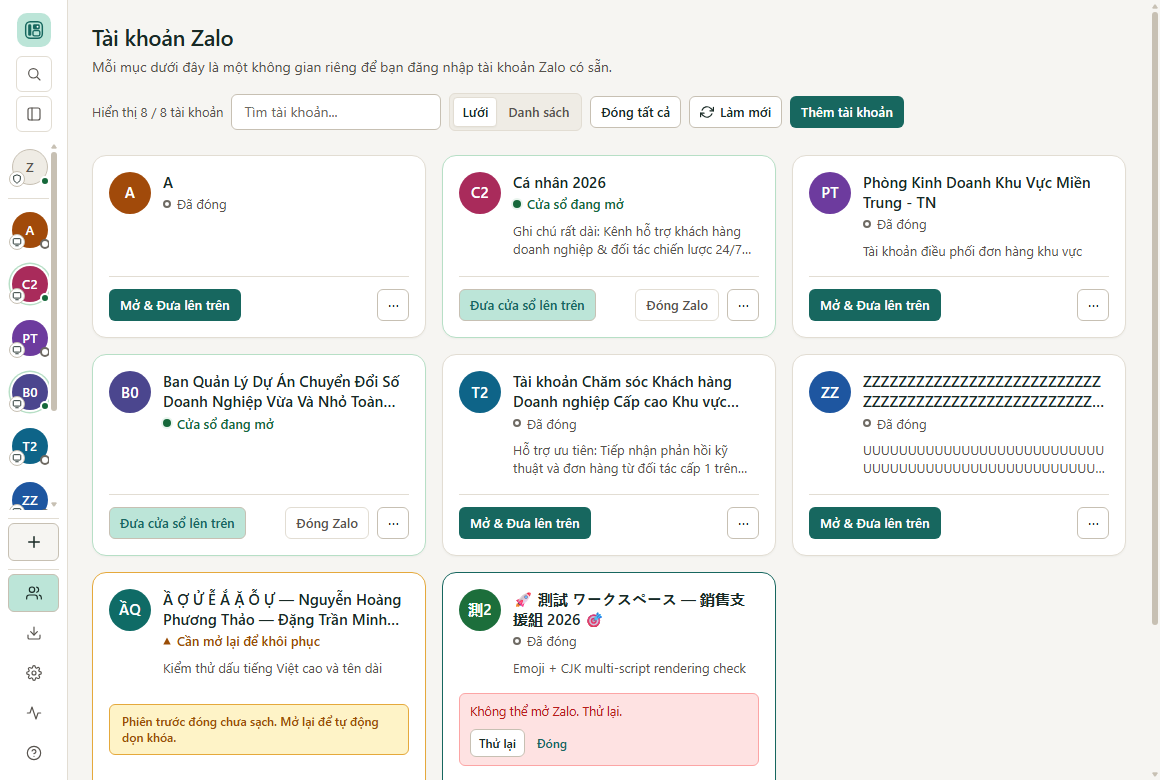 Tài khoản Zalo
Mỗi mục dưới đây là một không gian riêng để bạn đăng nhập tài khoản Zalo có sẵn.
Hiển thị 8 / 8 tài khoản
Tìm tài khoản...
Lưới
Danh sách
Đóng tất cả
Làm mới
Thêm tài khoản
Z
A
C2
PT
B0
T2
ZZ
A
A
Đã đóng
Mở & Đưa lên trên
...
C2
Cá nhân 2026
Cửa sổ đang mở
Ghi chú rất dài: Kênh hỗ trợ khách hàng
doanh nghiệp & đối tác chiến lược 24/7...
Đưa cửa sổ lên trên
Đóng Zalo
...
PT
Phòng Kinh Doanh Khu Vực Miền
Trung - TN
Đã đóng
Tài khoản điều phối đơn hàng khu vực
Mở & Đưa lên trên
...
B0
Ban Quản Lý Dự Án Chuyển Đổi Số
Doanh Nghiệp Vừa Và Nhỏ Toàn...
Cửa sổ đang mở
Đưa cửa sổ lên trên
Đóng Zalo
...
T2
Tài khoản Chăm sóc Khách hàng
Doanh nghiệp Cấp cao Khu vực...
Đã đóng
Hỗ trợ ưu tiên: Tiếp nhận phản hồi kỹ
thuật và đơn hàng từ đối tác cấp 1 trên...
Mở & Đưa lên trên
...
ZZ
ZZZZZZZZZZZZZZZZZZZZZZZZZZZ
ZZZZZZZZZZZZZZZZZZZZZZZZZZ...
Đã đóng
UUUUUUUUUUUUUUUUUUUUUUUUUU
UUUUUUUUUUUUUUUUUUUUUUUUU...
Mở & Đưa lên trên
...
ẦQ
Ầ Ợ Ử Ễ Ắ Ặ Ỗ Ự — Nguyễn Hoàng
Phương Thảo — Đặng Trần Minh...
Cần mở lại để khôi phục
Kiểm thử dấu tiếng Việt cao và tên dài
Phiên trước đóng chưa sạch. Mở lại để tự động
dọn khóa.
測2
🚀 測試 ワークスペース — 銷售支
援組 2026 🎯
Đã đóng
Emoji + CJK multi-script rendering check
Không thể mở Zalo. Thử lại.
Thử lại
Đóng